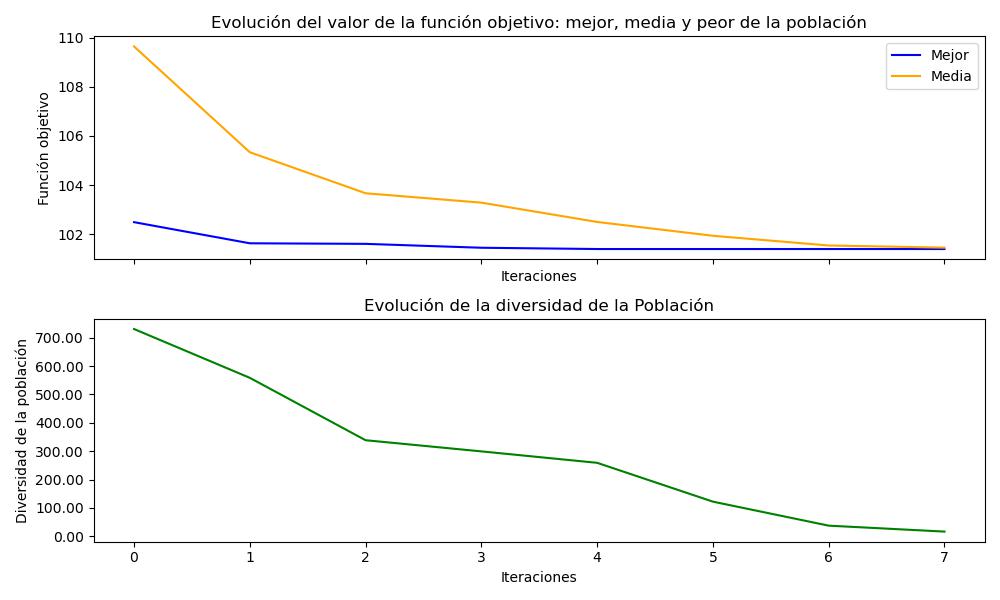 Evolución del valor de la función objetivo: mejor, media y peor de la población
110
108
106
104
102
Función objetivo
Mejor
Media
Iteraciones
Evolución de la diversidad de la Población
700.00
600.00
500.00
400.00
300.00
200.00
100.00
0.00
Diversidad de la población
0 1 2 3 4 5 6 7
Iteraciones